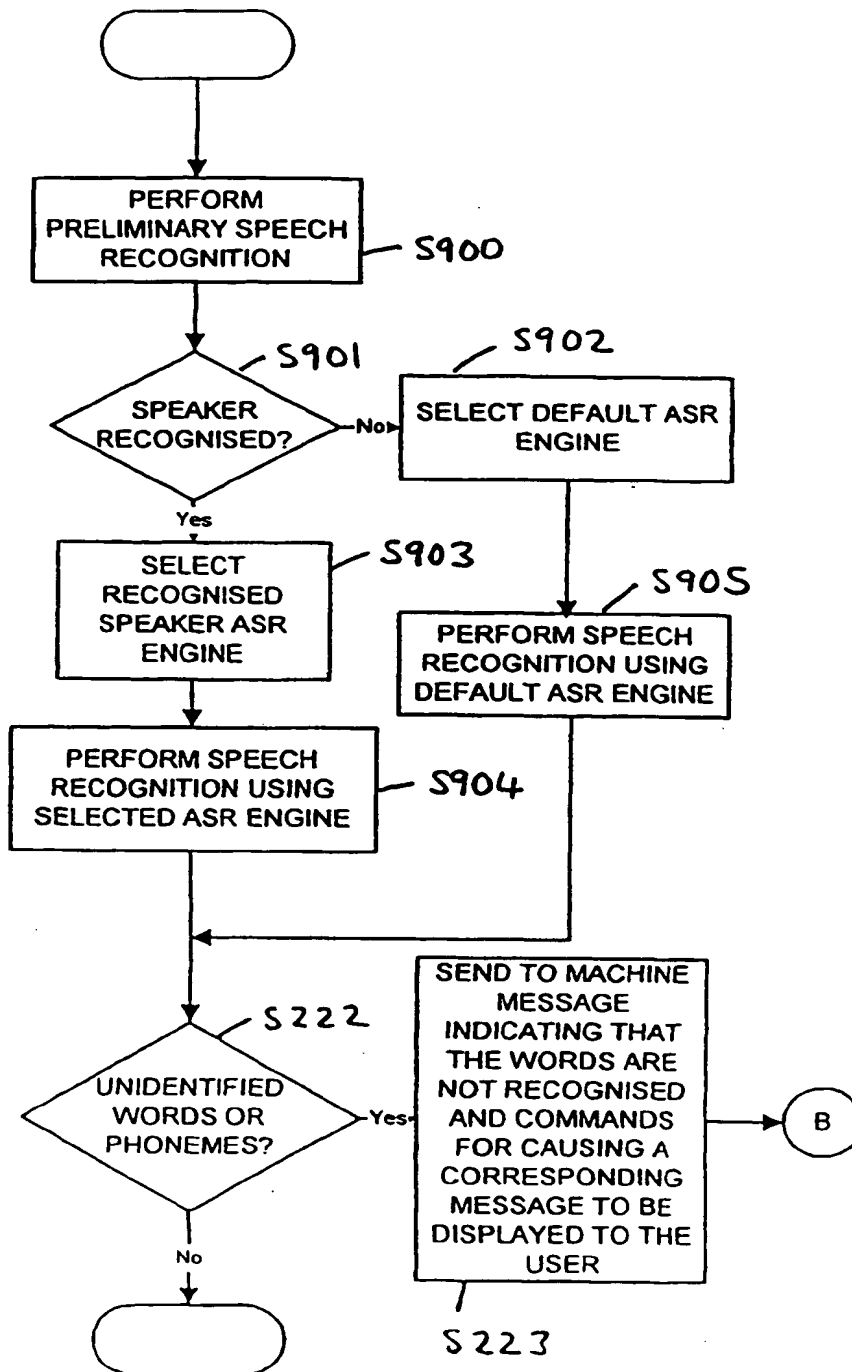 PERFORM
PRELIMINARY SPEECH
RECOGNITION
S900
S901
SPEAKER
RECOGNISED?
No
S902
SELECT DEFAULT ASR
ENGINE
Yes
S903
SELECT
RECOGNISED
SPEAKER ASR
ENGINE
S905
PERFORM SPEECH
RECOGNITION USING
DEFAULT ASR ENGINE
PERFORM SPEECH
RECOGNITION USING
SELECTED ASR ENGINE
S904
S222
UNIDENTIFIED
WORDS OR
PHONEMES?
Yes
SEND TO MACHINE
MESSAGE
INDICATING THAT
THE WORDS ARE
NOT RECOGNISED
AND COMMANDS
FOR CAUSING A
CORRESPONDING
MESSAGE TO BE
DISPLAYED TO THE
USER
B
No
S223